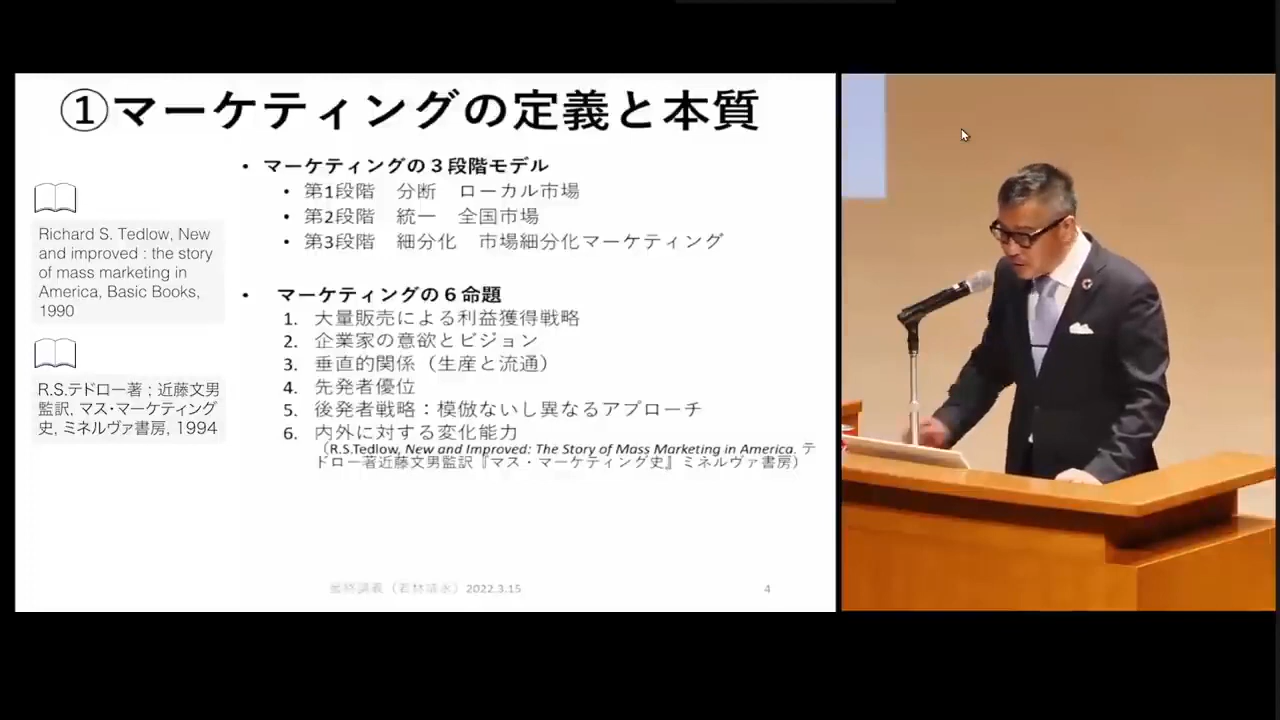 ①マーケティングの定義と本質
• マーケティングの３段階モデル
• 第1段階　分断　ローカル市場
• 第2段階　統一　全国市場
• 第3段階　細分化　市場細分化マーケティング
Richard S. Tedlow, New
and improved : the story
of mass marketing in
America, Basic Books,
1990
R.S.テドロー著 ; 近藤文男
監訳, マス・マーケティング
史, ミネルヴァ書房, 1994
• マーケティングの６命題
1. 大量販売による利益獲得戦略
2. 企業家の意欲とビジョン
3. 垂直的関係（生産と流通）
4. 先発者優位
5. 後発者戦略：模倣ないし異なるアプローチ
6. 内外に対する変化能力
（R.S.Tedlow, New and Improved: The Story of Mass Marketing in America. テ
ドロー著近藤文男監訳『マス・マーケティング史』ミネルヴァ書房）
最終講義（若林靖永）2022.3.15
4